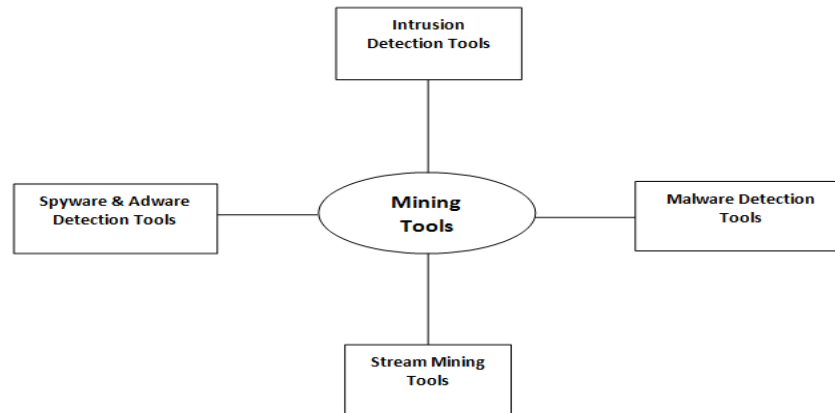 Intrusion
Detection Tools
Spyware & Adware
Detection Tools
Mining
Tools
Malware Detection
Tools
Stream Mining
Tools